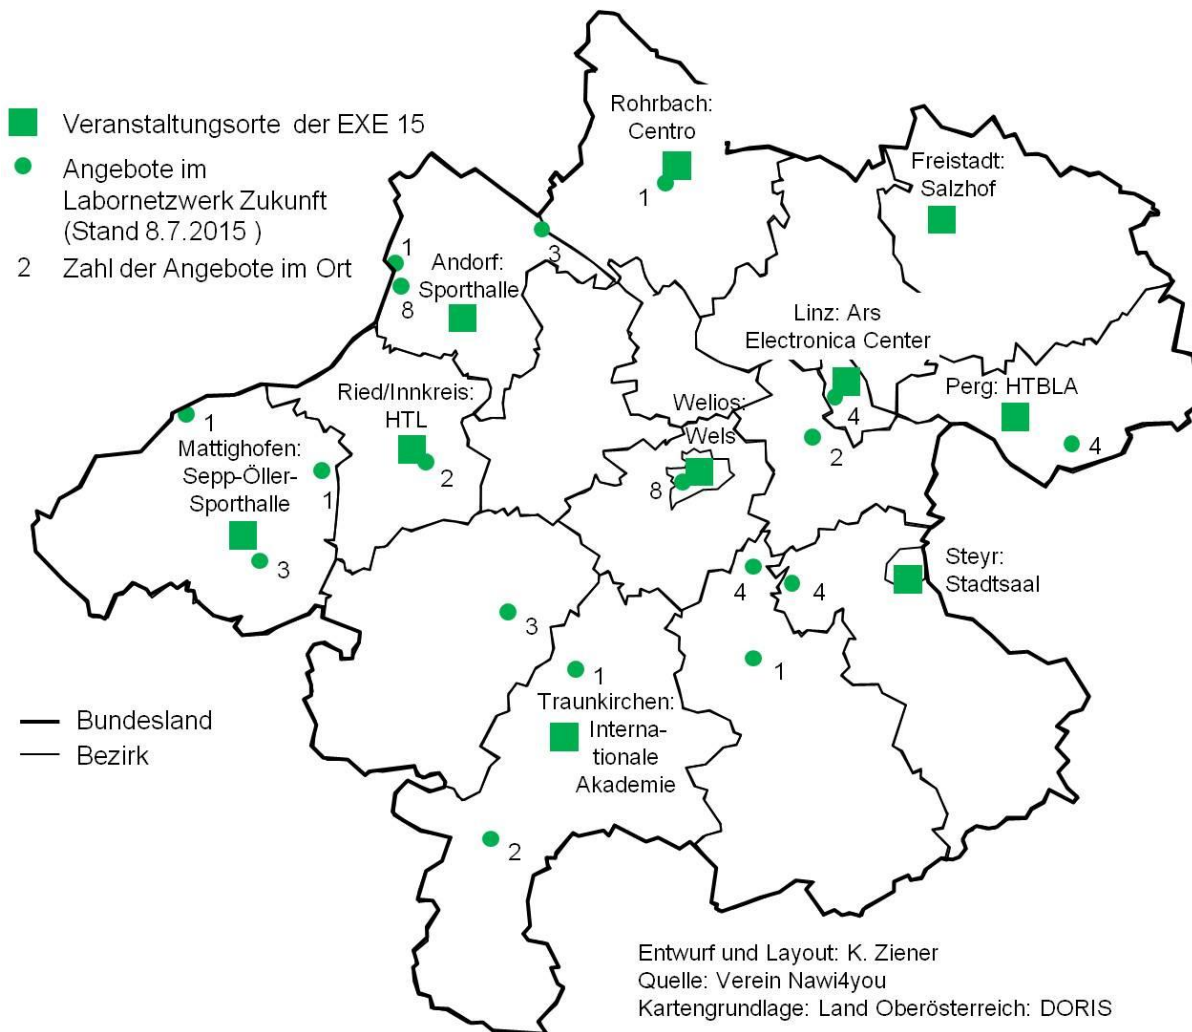 Veranstaltungsorte der EXE 15
Angebote im
Labornetzwerk Zukunft
(Stand 8.7.2015 )
2 Zahl der Angebote im Ort
Rohrbach:
Centro
1
Freistadt:
Salzhof
3
1
8
Andorf:
Sporthalle
Linz: Ars
Electronica Center
4
2
Perg: HTBLA
4
Ried/Innkreis:
HTL
2
Welios:
Wels
8
1
Mattighofen:
Sepp-Öller-
Sporthalle
1
3
Steyr:
Stadtsaal
4
4
1
3
1
Traunkirchen:
Interna-
tionale
Akademie
2
Bundesland
Bezirk
Entwurf und Layout: K. Ziener
Quelle: Verein Nawi4you
Kartengrundlage: Land Oberösterreich: DORIS